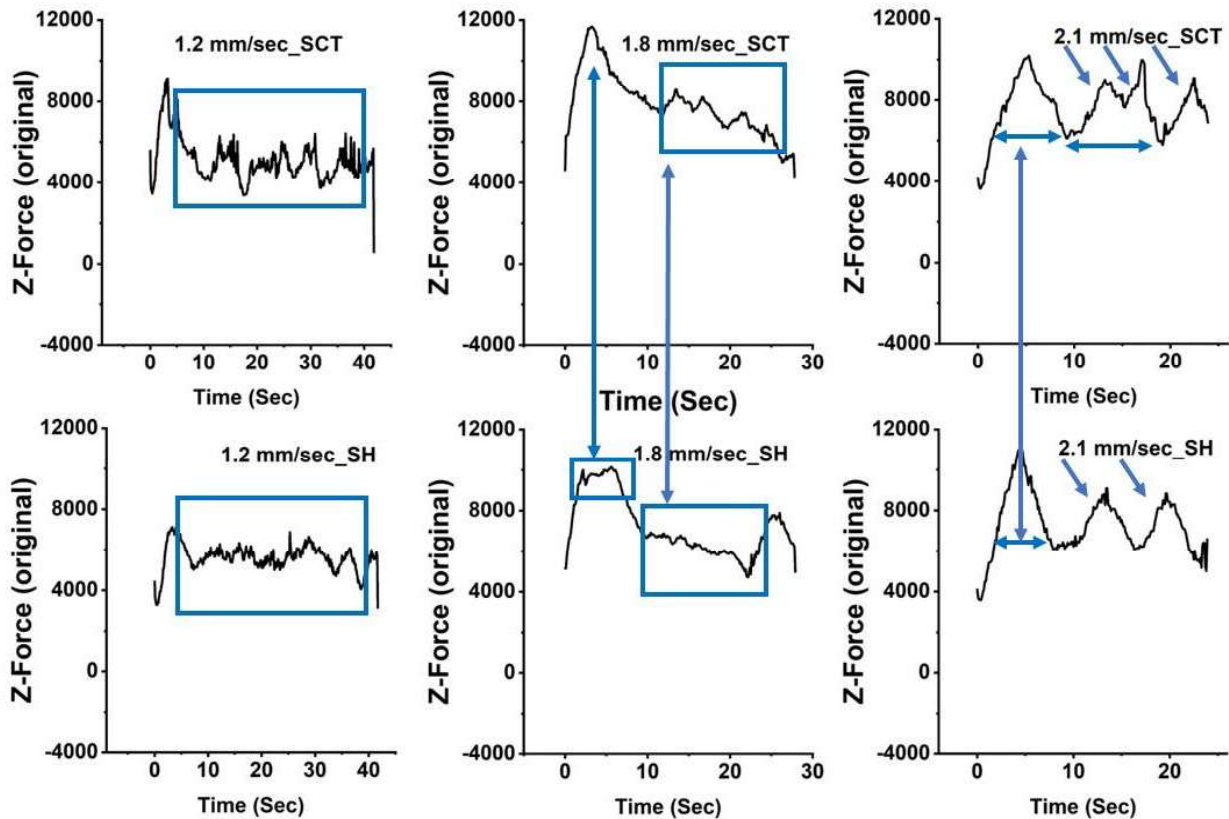 12000
8000
4000
0
-4000
Z-Force (original)
1.2 mm/sec_SCT
0 10 20 30 40
Time (Sec)
12000
8000
4000
0
-4000
Z-Force (original)
1.8 mm/sec_SCT
0 10 20 30
Time (Sec)
12000
8000
4000
0
-4000
Z-Force (original)
2.1 mm/sec_SCT
0 10 20
Time (Sec)
12000
8000
4000
0
-4000
Z-Force (original)
1.2 mm/sec_SH
0 10 20 30 40
Time (Sec)
12000
8000
4000
0
-4000
Z-Force (original)
1.8 mm/sec_SH
0 10 20 30
Time (Sec)
12000
8000
4000
0
-4000
Z-Force (original)
2.1 mm/sec_SH
0 10 20
Time (Sec)